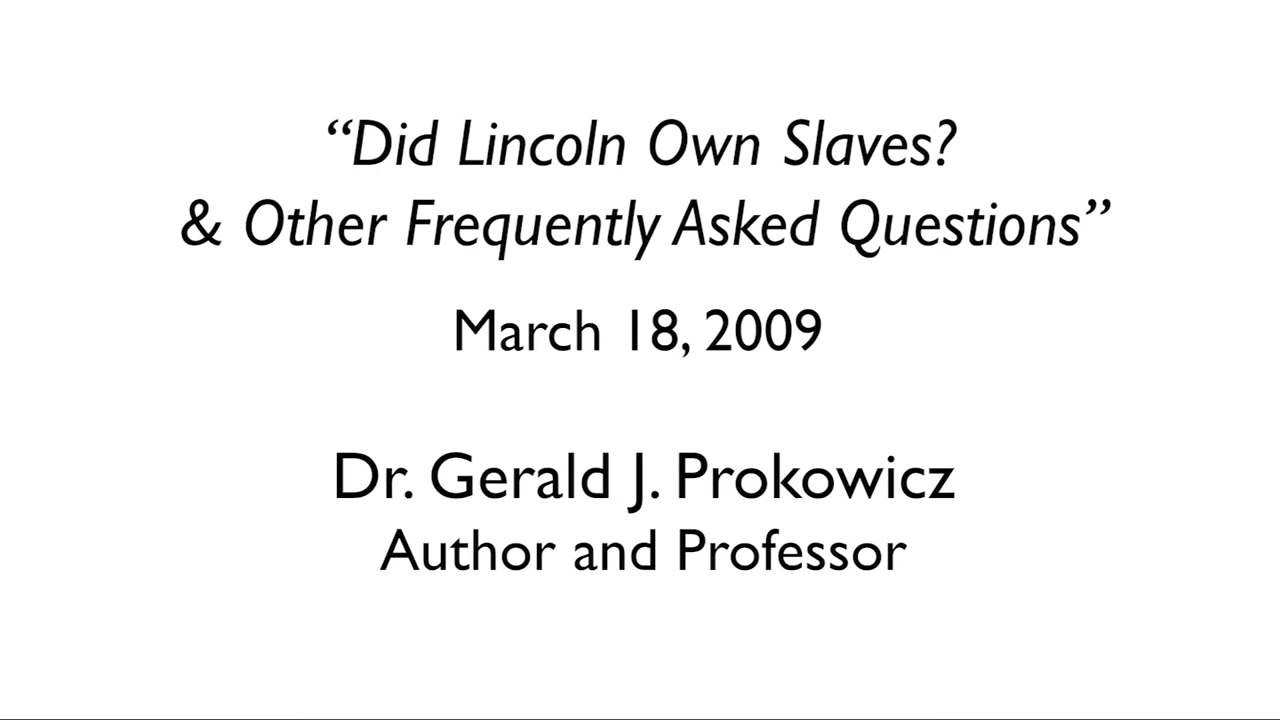 “Did Lincoln Own Slaves?
& Other Frequently Asked Questions”
March 18, 2009
Dr. Gerald J. Prokowicz
Author and Professor